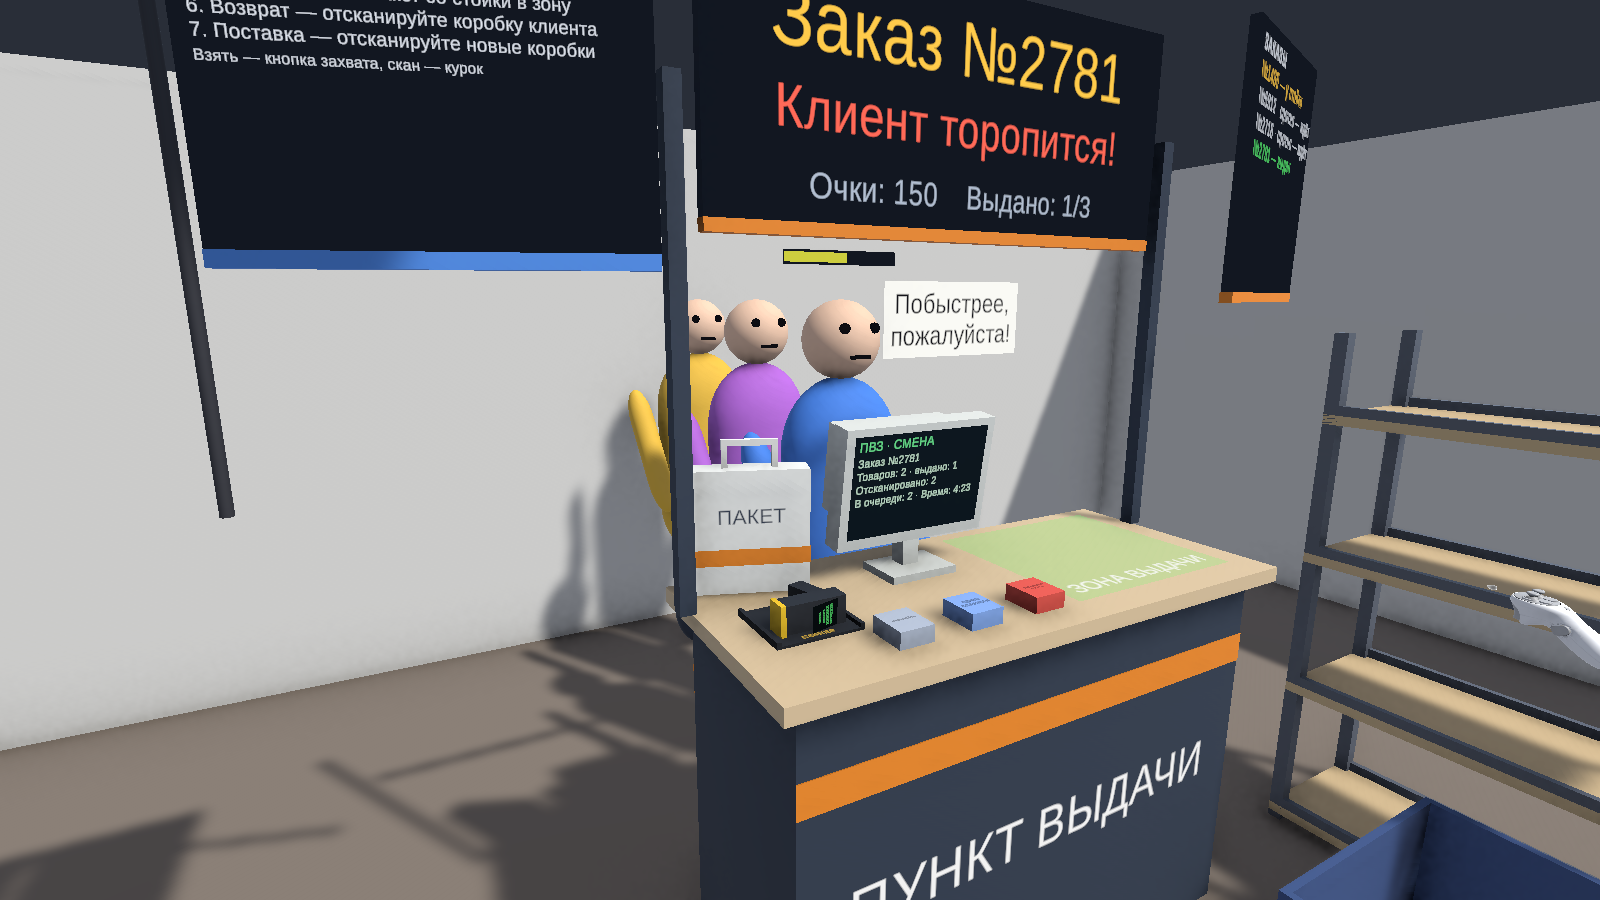 6. Возврат — отсканируйте коробку клиента
7. Поставка — отсканируйте новые коробки
Взять — кнопка захвата, скан — курок
Заказ №2781
Клиент торопится!
Очки: 150 Выдано: 1/3
Побыстрее,
пожалуйста!
ПВЗ · СМЕНА
Заказ №2781
Товаров: 2 · выдано: 1
Отсканировано: 2
В очереди: 2 · Время: 4:23
ПАКЕТ
ЗОНА ВЫДАЧИ
ПУНКТ ВЫДАЧИ